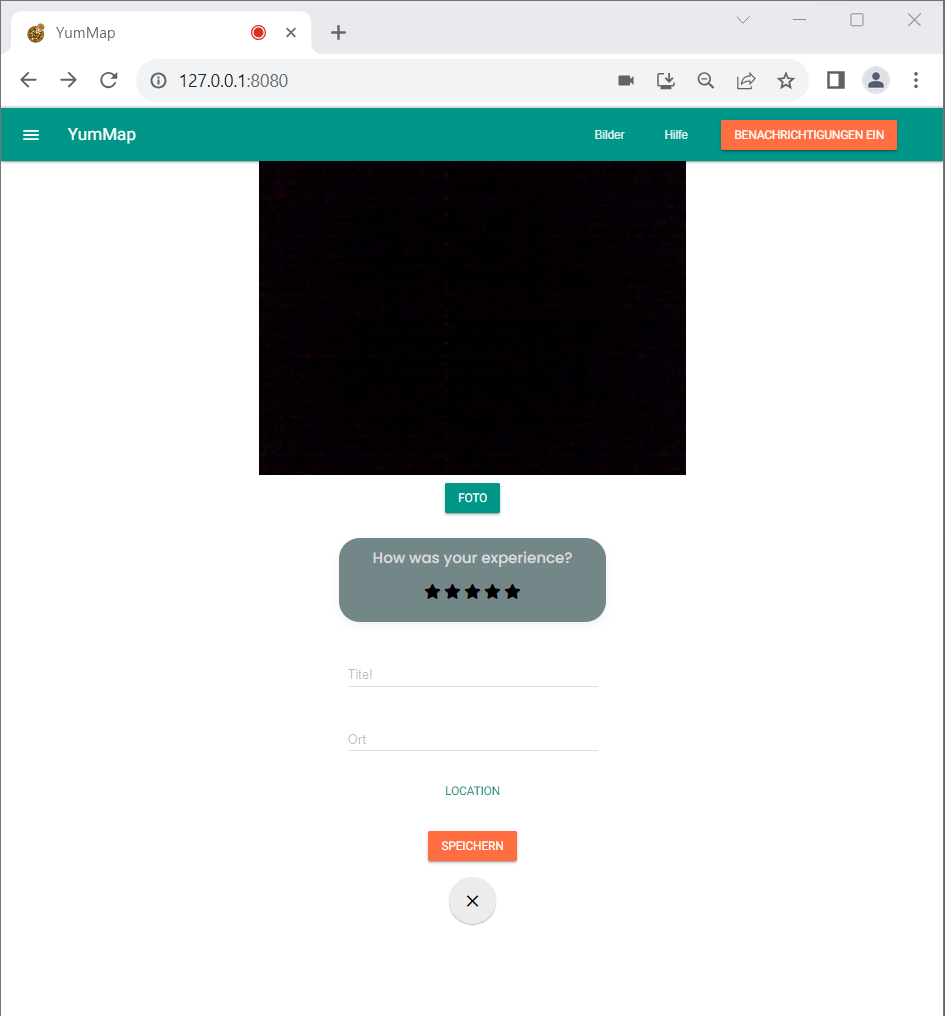 YumMap
127.0.0.1:8080
YumMap
Bilder
Hilfe
BENACHRICHTIGUNGEN EIN
FOTO
How was your experience?
Titel
Ort
LOCATION
SPEICHERN